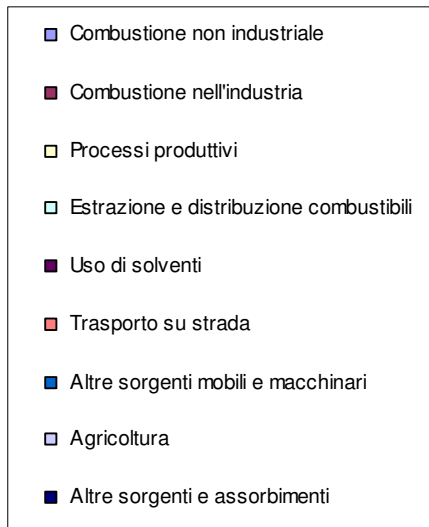 Combustione non industriale
Combustione nell'industria
Processi produttivi
Estrazione e distribuzione combustibili
Uso di solventi
Trasporto su strada
Altre sorgenti mobili e macchinari
Agricoltura
Altre sorgenti e assorbimenti